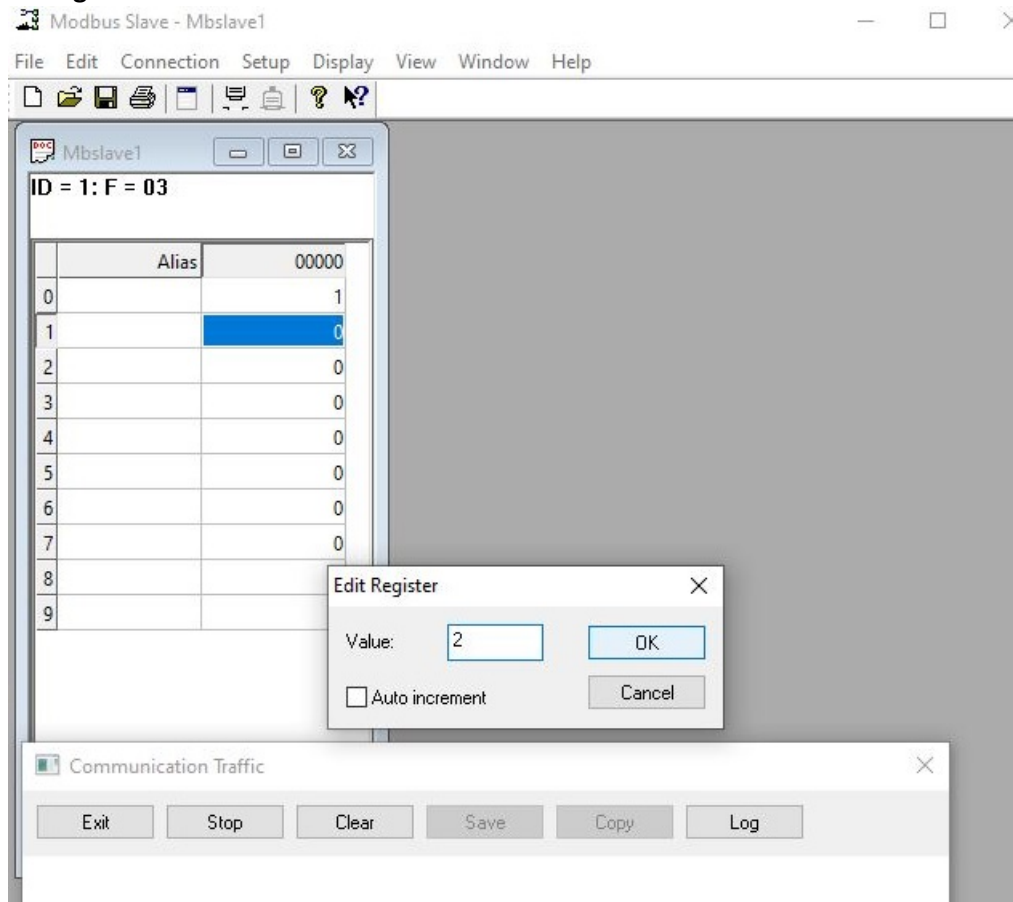 Modbus Slave - Mbslave1
File Edit Connection Setup Display View Window Help
Mbslave1
ID = 1: F = 03
Alias 00000
0 1
1 0
2 0
3 0
4 0
5 0
6 0
7 0
8
9
Edit Register
Value: 2 OK
Auto increment Cancel
Communication Traffic
Exit Stop Clear Save Copy Log